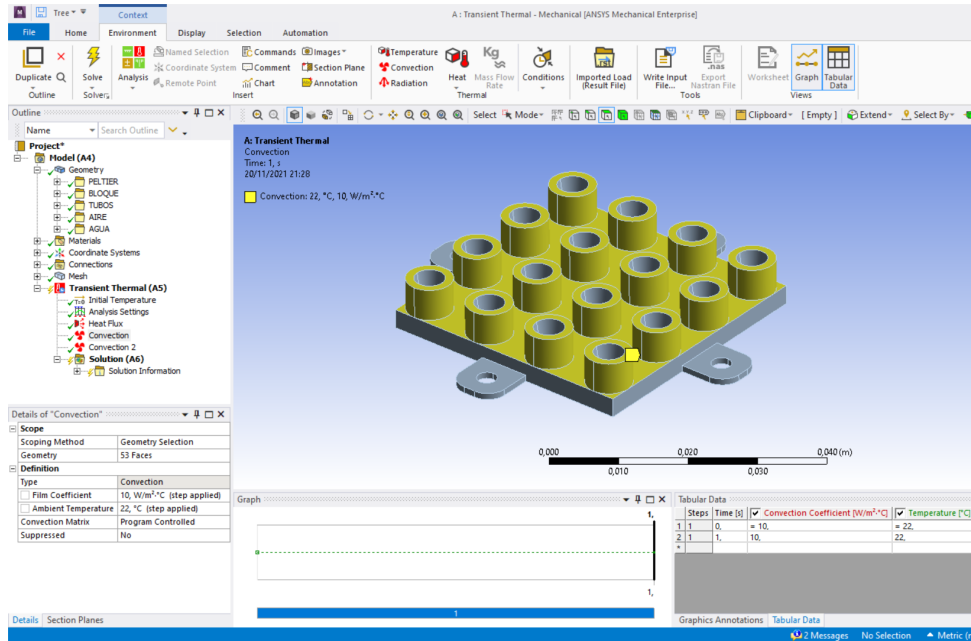 Tree
Context
A : Transient Thermal - Mechanical [ANSYS Mechanical Enterprise]
File Home Environment Display Selection Automation
Duplicate
Outline
Solve
Solver
Analysis
Named Selection
Coordinate System
Remote Point
Commands
Comment
Chart
Images
Section Plane
Annotation
Insert
Temperature
Convection
Radiation
Heat
Mass Flow Rate
Thermal
Conditions
Imported Load (Result File)
Write Input File...
Export Nastran File
Tools
Worksheet
Graph
Tabular Data
Views
Outline
Name Search Outline
Select Mode Clipboard [ Empty ] Extend Select By
Project*
Model (A4)
Geometry
PELTIER
BLOQUE
TUBOS
AIRE
AGUA
Materials
Coordinate Systems
Connections
Mesh
Transient Thermal (A5)
Initial Temperature
Analysis Settings
Heat Flux
Convection
Convection 2
Solution (A6)
Solution Information
A: Transient Thermal
Convection
Time: 1, s
20/11/2021 21:28
Convection: 22, °C, 10, W/m²·°C
0,000 0,020 0,040 (m)
0,010 0,030
Details of "Convection"
Scope
Scoping Method Geometry Selection
Geometry 53 Faces
Definition
Type Convection
Film Coefficient 10, W/m²·°C (step applied)
Ambient Temperature 22, °C (step applied)
Convection Matrix Program Controlled
Suppressed No
Details Section Planes
Graph
1,
1,
1
Tabular Data
Steps Time [s] Convection Coefficient [W/m²·°C] Temperature [°C]
1 1 0, = 10, = 22,
2 1 1, 10, 22,
*
Graphics Annotations Tabular Data
2 Messages No Selection Metric (